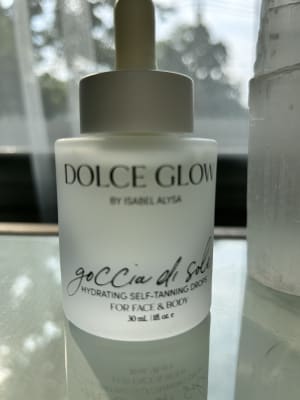 DOLCE GLOW
BY ISABEL ALYSA
goccia di sole
HYDRATING SELF-TANNING DROPS
FOR FACE & BODY
30 mL | 1 fl. oz. e